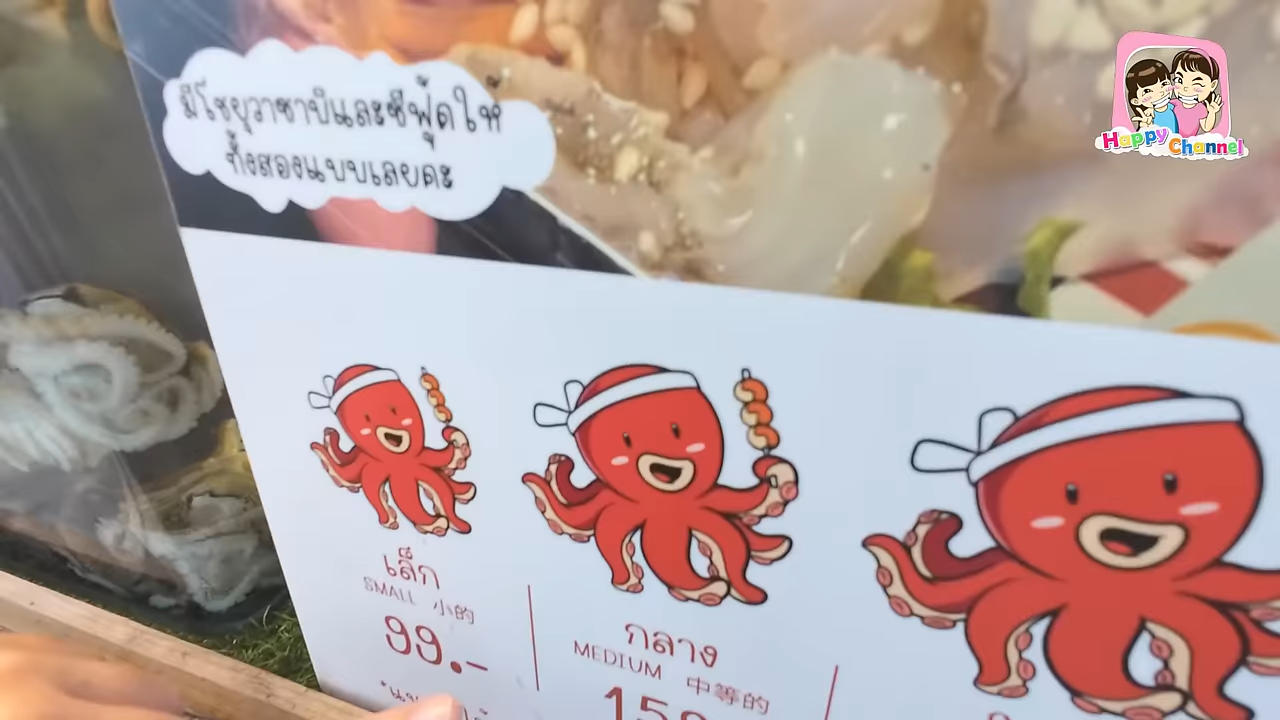 มีโชยุวาซาบิและซีฟู้ดให้
ทั้งสองแบบเลยคะ
Happy
Channel
เล็ก
SMALL 小的
99.-
กลาง
MEDIUM 中等的